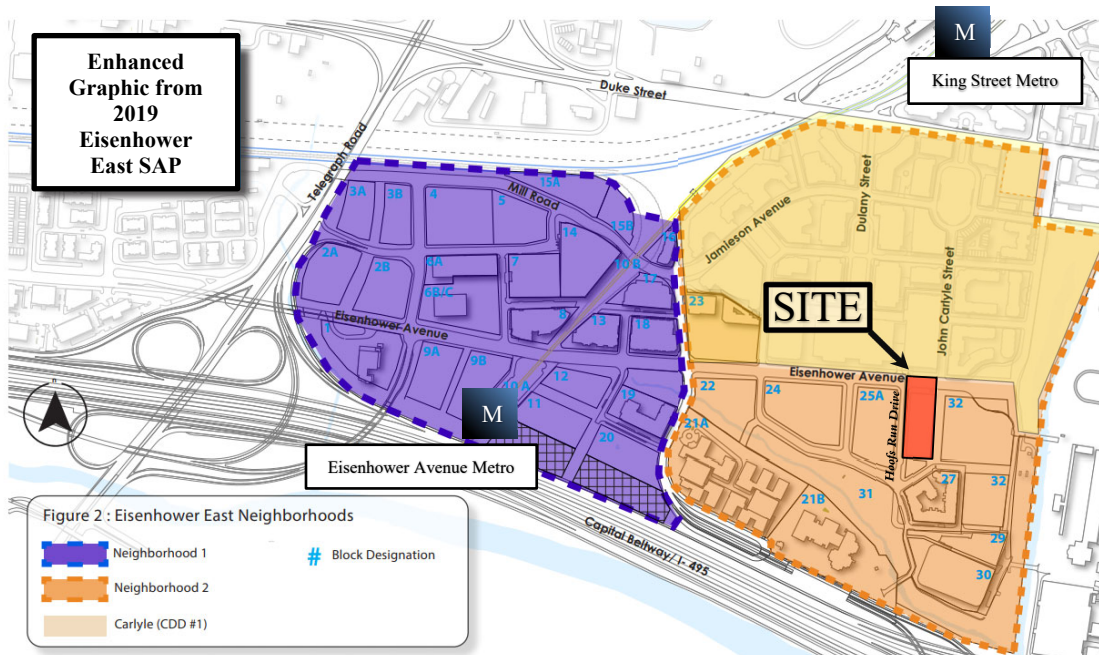 Enhanced
Graphic from
2019
Eisenhower
East SAP
M
King Street Metro
Duke Street
Telegraph Road
15A
Mill Road
3A
3B
4
5
14
15B
16
Jamieson Avenue
Dulany Street
John Carlyle Street
2A
2B
8A
7
10 B
17
6B/C
23
SITE
1
Eisenhower Avenue
8
13
18
9A
9B
12
10 A
11
19
20
M
Eisenhower Avenue Metro
Eisenhower Avenue
22
24
25A
32
21A
Hoofs Run Drive
21B
31
27
32
29
30
Capital Beltway/ I- 495
Figure 2 : Eisenhower East Neighborhoods
Neighborhood 1
# Block Designation
Neighborhood 2
Carlyle (CDD #1)